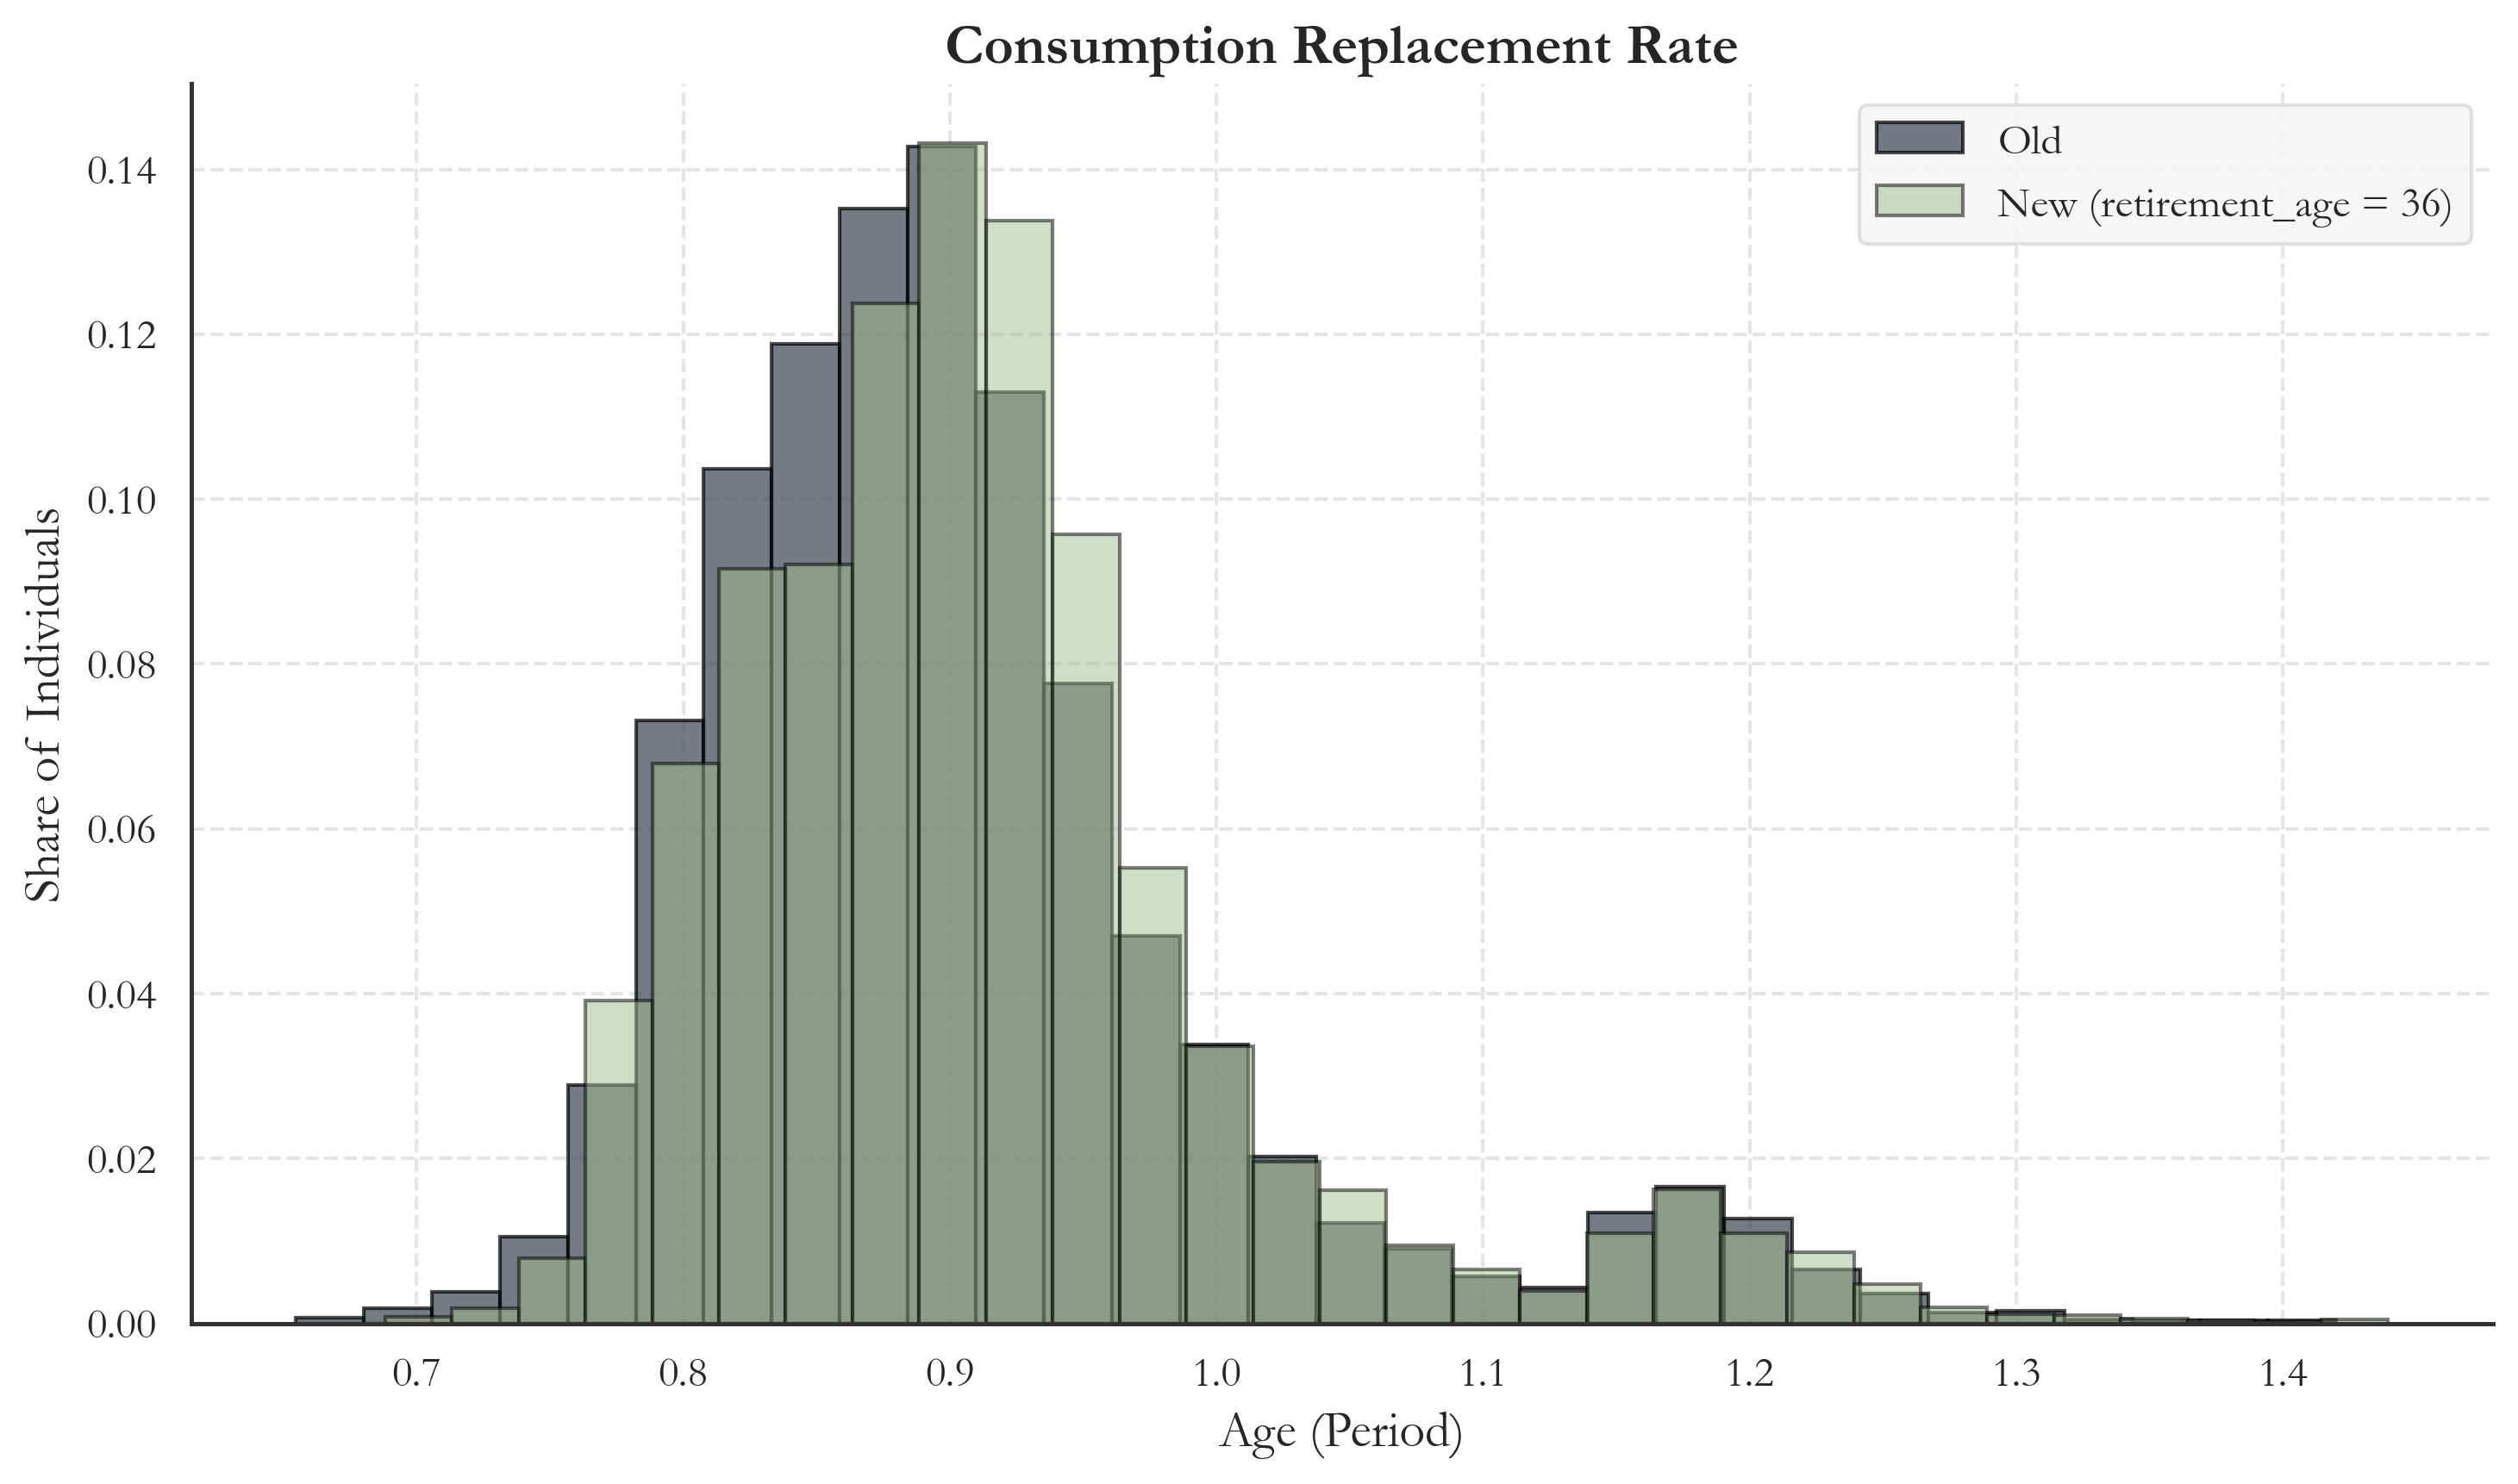 Consumption Replacement Rate
Old
New (retirement_age = 36)
Share of Individuals
0.14
0.12
0.10
0.08
0.06
0.04
0.02
0.00
0.7 0.8 0.9 1.0 1.1 1.2 1.3 1.4
Age (Period)